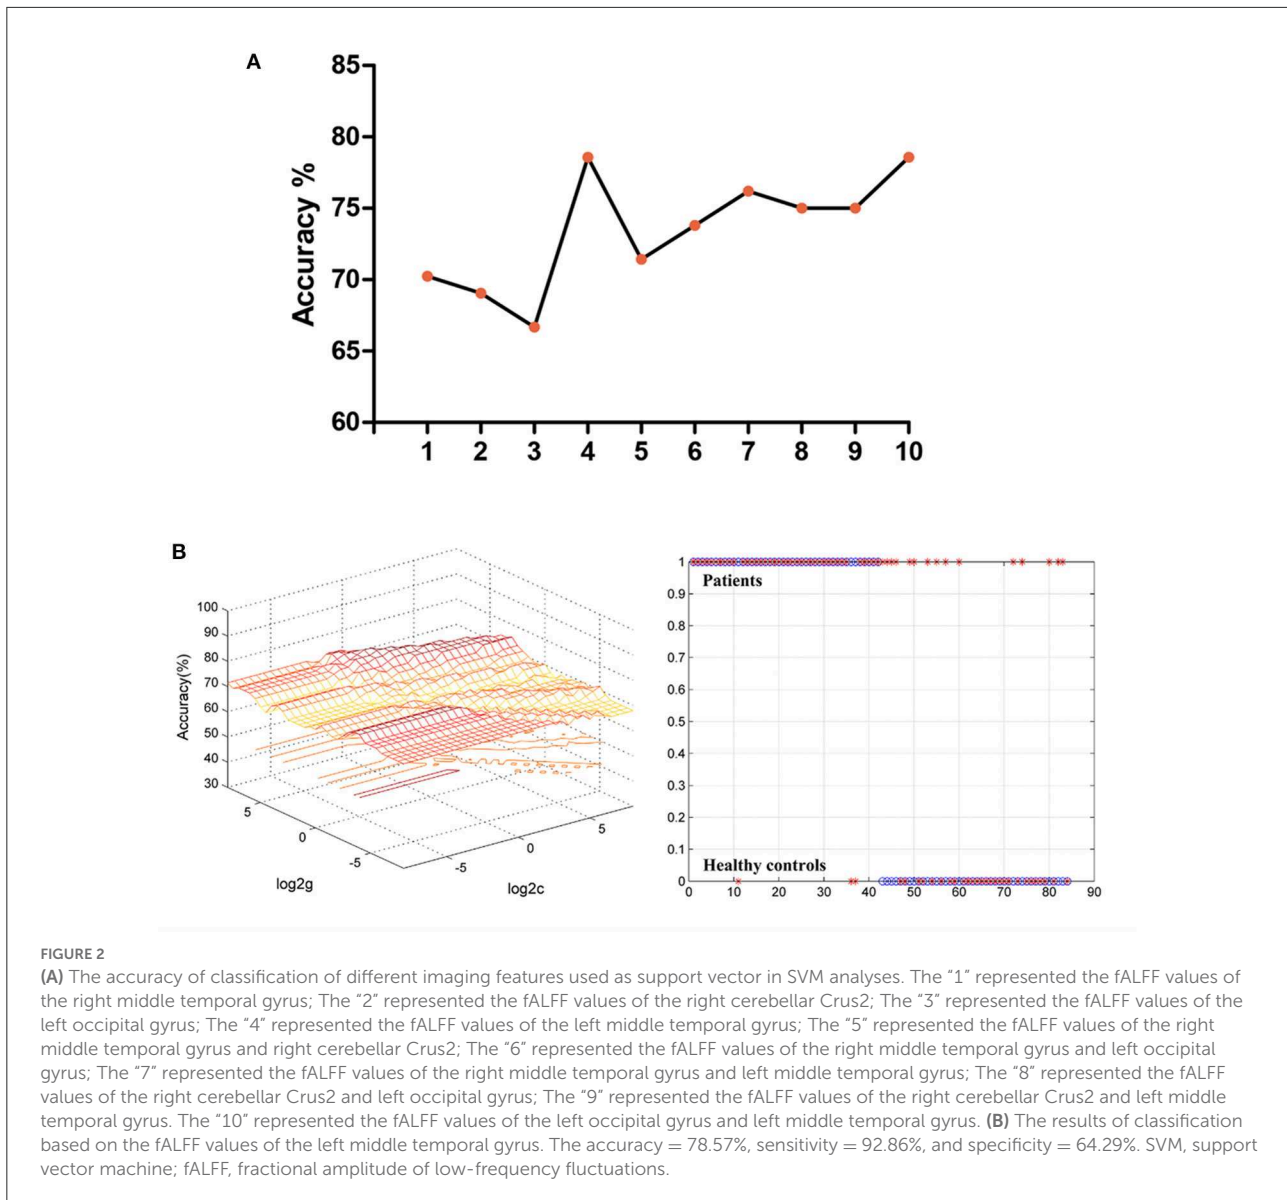 A
85
80
75
70
65
60
Accuracy %
1 2 3 4 5 6 7 8 9 10
B
100
90
80
70
60
50
40
30
Accuracy(%)
5
0
-5
log2g
-5
0
5
log2c
1
0.9
0.8
0.7
0.6
0.5
0.4
0.3
0.2
0.1
0
Patients
Healthy controls
0 10 20 30 40 50 60 70 80 90
FIGURE 2
(A) The accuracy of classification of different imaging features used as support vector in SVM analyses. The “1” represented the fALFF values of
the right middle temporal gyrus; The “2” represented the fALFF values of the right cerebellar Crus2; The “3” represented the fALFF values of the
left occipital gyrus; The “4” represented the fALFF values of the left middle temporal gyrus; The “5” represented the fALFF values of the right
middle temporal gyrus and right cerebellar Crus2; The “6” represented the fALFF values of the right middle temporal gyrus and left occipital
gyrus; The “7” represented the fALFF values of the right middle temporal gyrus and left middle temporal gyrus; The “8” represented the fALFF
values of the right cerebellar Crus2 and left occipital gyrus; The “9” represented the fALFF values of the right cerebellar Crus2 and left middle
temporal gyrus. The “10” represented the fALFF values of the left occipital gyrus and left middle temporal gyrus. (B) The results of classification
based on the fALFF values of the left middle temporal gyrus. The accuracy = 78.57%, sensitivity = 92.86%, and specificity = 64.29%. SVM, support
vector machine; fALFF, fractional amplitude of low-frequency fluctuations.